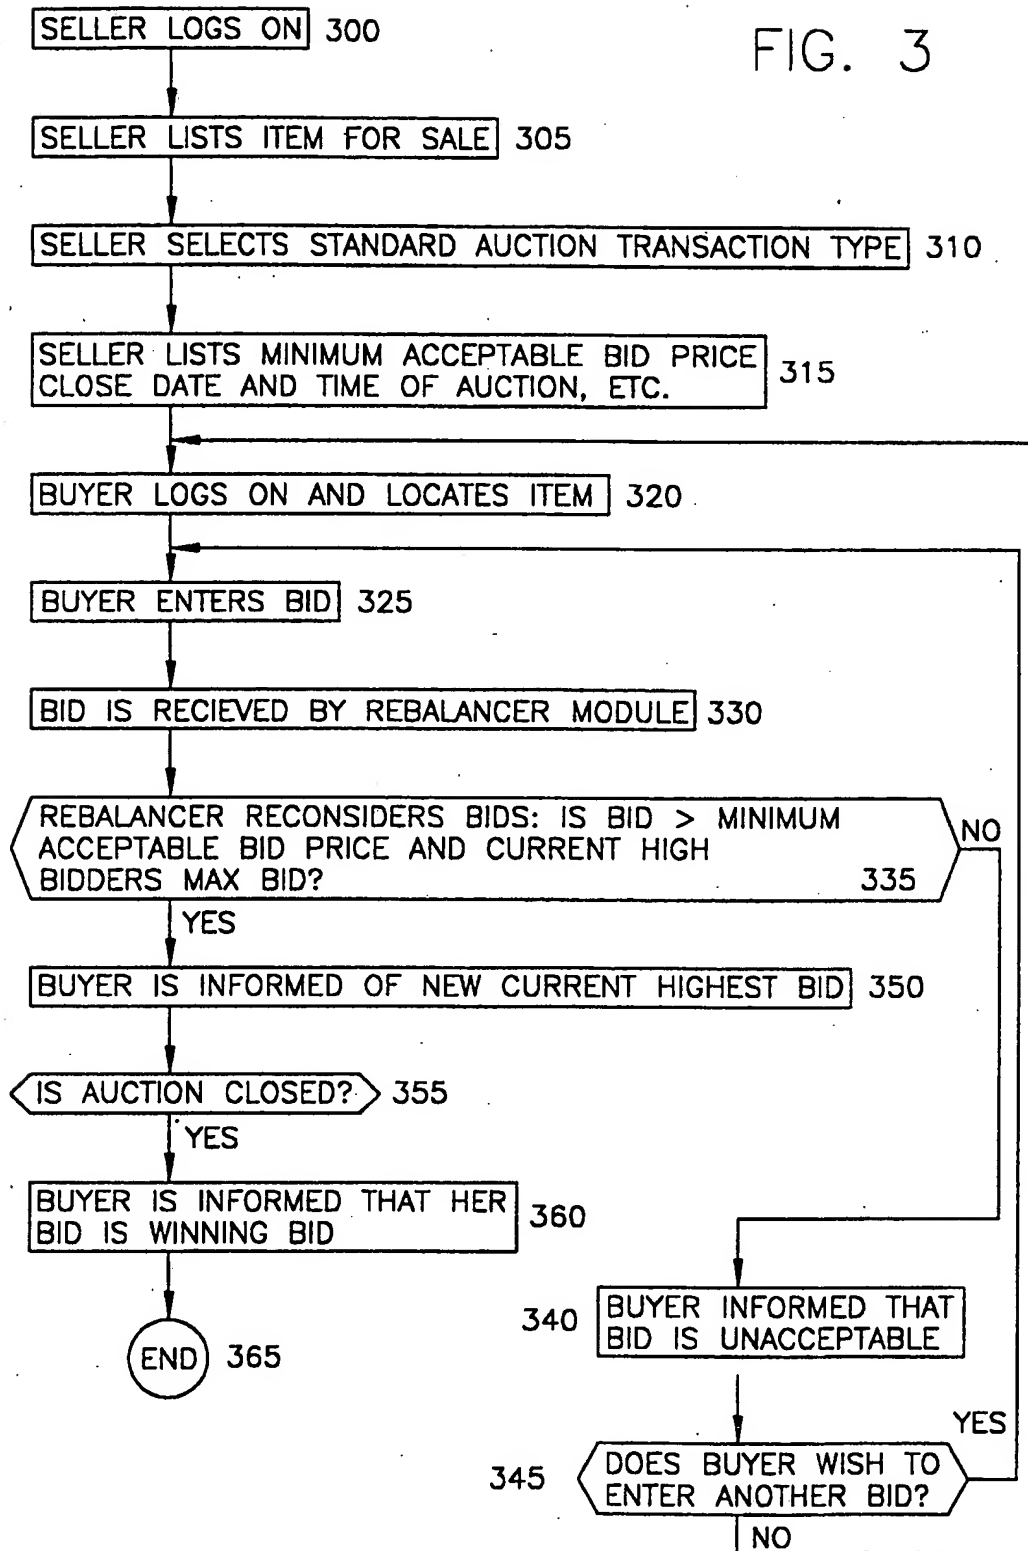 FIG. 3
SELLER LOGS ON 300
SELLER LISTS ITEM FOR SALE 305
SELLER SELECTS STANDARD AUCTION TRANSACTION TYPE 310
SELLER LISTS MINIMUM ACCEPTABLE BID PRICE
CLOSE DATE AND TIME OF AUCTION, ETC. 315
BUYER LOGS ON AND LOCATES ITEM 320
BUYER ENTERS BID 325
BID IS RECIEVED BY REBALANCER MODULE 330
REBALANCER RECONSIDERS BIDS: IS BID > MINIMUM
ACCEPTABLE BID PRICE AND CURRENT HIGH
BIDDERS MAX BID? 335
NO
YES
BUYER IS INFORMED OF NEW CURRENT HIGHEST BID 350
IS AUCTION CLOSED? 355
YES
BUYER IS INFORMED THAT HER
BID IS WINNING BID 360
END 365
340 BUYER INFORMED THAT
BID IS UNACCEPTABLE
YES
345 DOES BUYER WISH TO
ENTER ANOTHER BID?
NO